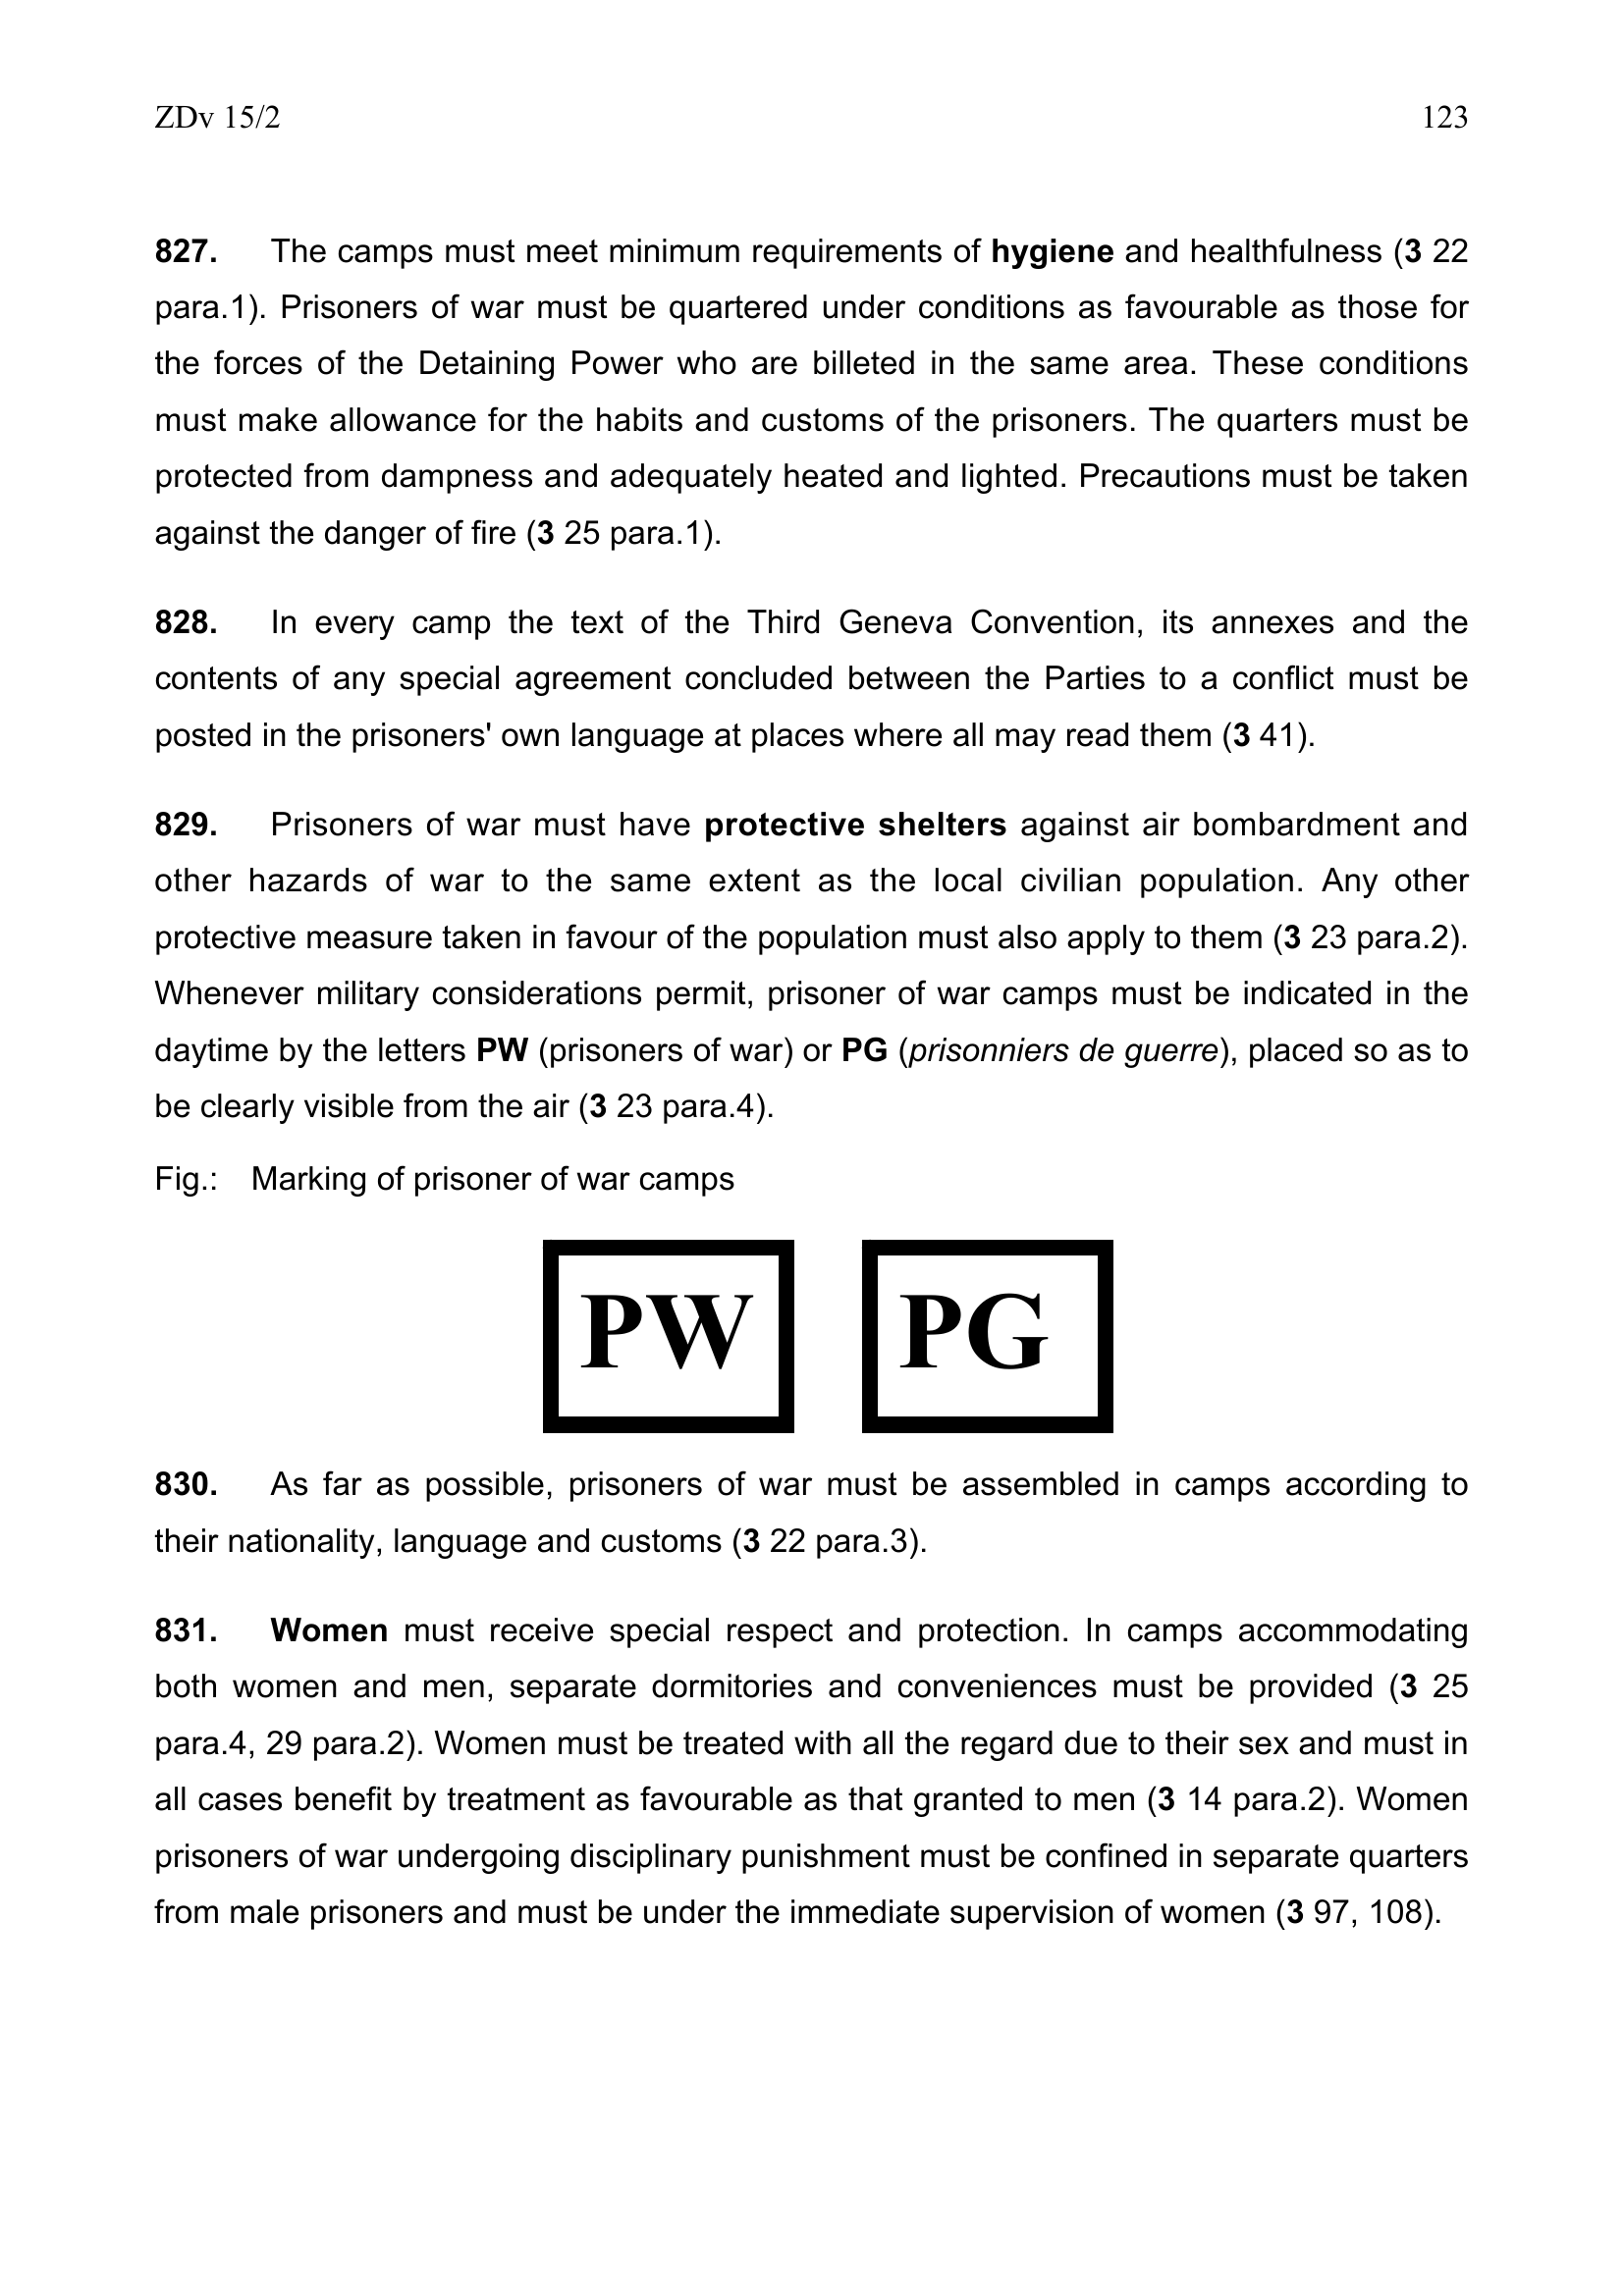 ZDv 15/2 123
827. The camps must meet minimum requirements of hygiene and healthfulness (3 22
para.1). Prisoners of war must be quartered under conditions as favourable as those for
the forces of the Detaining Power who are billeted in the same area. These conditions
must make allowance for the habits and customs of the prisoners. The quarters must be
protected from dampness and adequately heated and lighted. Precautions must be taken
against the danger of fire (3 25 para.1).
828. In every camp the text of the Third Geneva Convention, its annexes and the
contents of any special agreement concluded between the Parties to a conflict must be
posted in the prisoners' own language at places where all may read them (3 41).
829. Prisoners of war must have protective shelters against air bombardment and
other hazards of war to the same extent as the local civilian population. Any other
protective measure taken in favour of the population must also apply to them (3 23 para.2).
Whenever military considerations permit, prisoner of war camps must be indicated in the
daytime by the letters PW (prisoners of war) or PG (prisonniers de guerre), placed so as to
be clearly visible from the air (3 23 para.4).
Fig.: Marking of prisoner of war camps
PW PG
830. As far as possible, prisoners of war must be assembled in camps according to
their nationality, language and customs (3 22 para.3).
831. Women must receive special respect and protection. In camps accommodating
both women and men, separate dormitories and conveniences must be provided (3 25
para.4, 29 para.2). Women must be treated with all the regard due to their sex and must in
all cases benefit by treatment as favourable as that granted to men (3 14 para.2). Women
prisoners of war undergoing disciplinary punishment must be confined in separate quarters
from male prisoners and must be under the immediate supervision of women (3 97, 108).